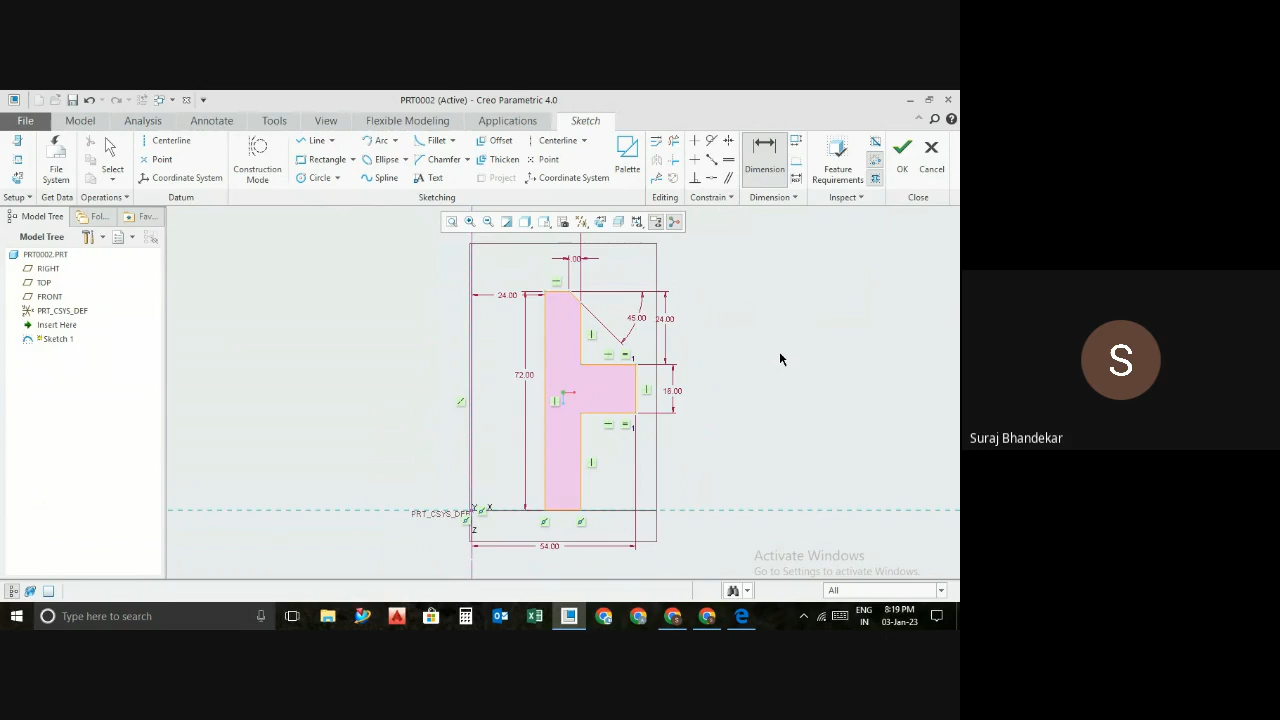 PRT0002 (Active) - Creo Parametric 4.0
File Model Analysis Annotate Tools View Flexible Modeling Applications Sketch
File System
Select
Centerline
Point
Coordinate System
Construction Mode
Line Arc Fillet Offset Centerline
Rectangle Ellipse Chamfer Thicken Point
Circle Spline Text Project Coordinate System
Palette
Dimension
Feature Requirements
OK Cancel
Setup Get Data Operations Datum Sketching Editing Constrain Dimension Inspect Close
Model Tree Fol... Fav...
Model Tree
PRT0002.PRT
RIGHT
TOP
FRONT
PRT_CSYS_DEF
Insert Here
Sketch 1
24.00
45.00
24.00
72.00
1
16.00
1
Y X
PRT_CSYS_DEF
Z
54.00
Activate Windows
Go to Settings to activate Windows.
All
Type here to search
ENG
IN
8:19 PM
03-Jan-23
S
Suraj Bhandekar